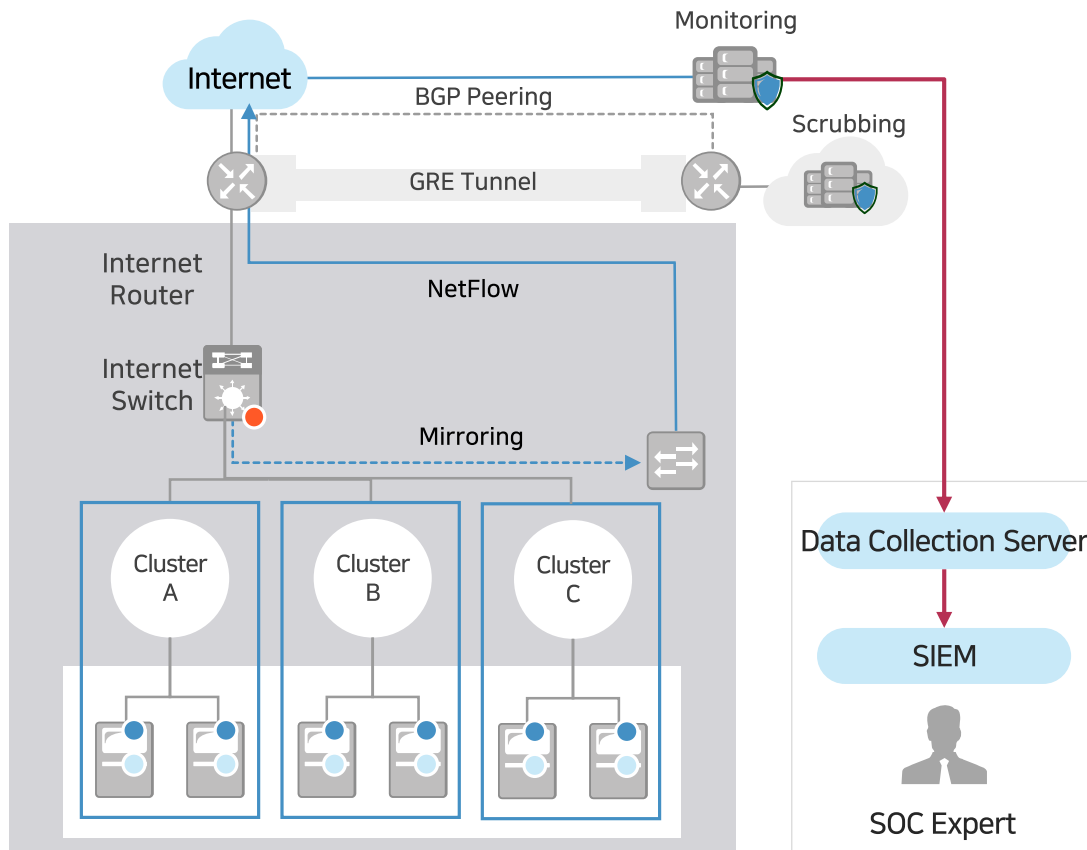 Monitoring
Internet
BGP Peering
Scrubbing
GRE Tunnel
Internet
Router
NetFlow
Internet
Switch
Mirroring
Data Collection Server
Cluster
A
Cluster
B
Cluster
C
SIEM
SOC Expert